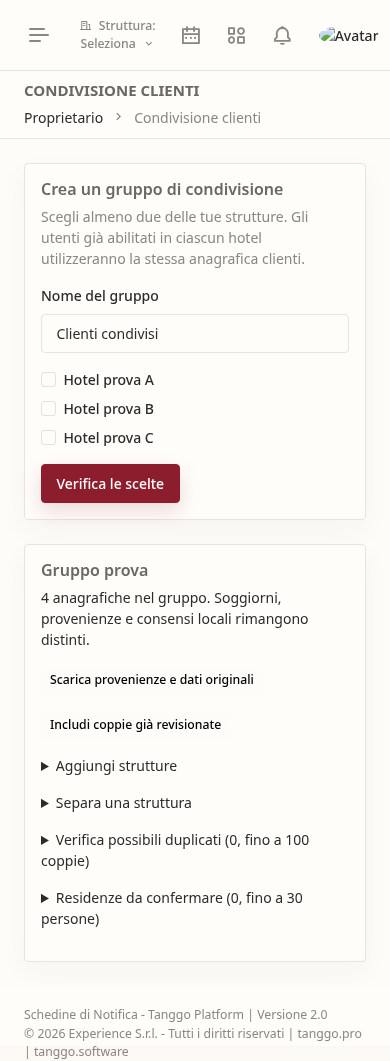 Struttura:
Seleziona
Avatar
CONDIVISIONE CLIENTI
Proprietario > Condivisione clienti
Crea un gruppo di condivisione
Scegli almeno due delle tue strutture. Gli
utenti già abilitati in ciascun hotel
utilizzeranno la stessa anagrafica clienti.
Nome del gruppo
Clienti condivisi
Hotel prova A
Hotel prova B
Hotel prova C
Verifica le scelte
Gruppo prova
4 anagrafiche nel gruppo. Soggiorni,
provenienze e consensi locali rimangono
distinti.
Scarica provenienze e dati originali
Includi coppie già revisionate
Aggiungi strutture
Separa una struttura
Verifica possibili duplicati (0, fino a 100
coppie)
Residenze da confermare (0, fino a 30
persone)
Schedine di Notifica - Tanggo Platform | Versione 2.0
© 2026 Experience S.r.l. - Tutti i diritti riservati | tanggo.pro
| tanggo.software